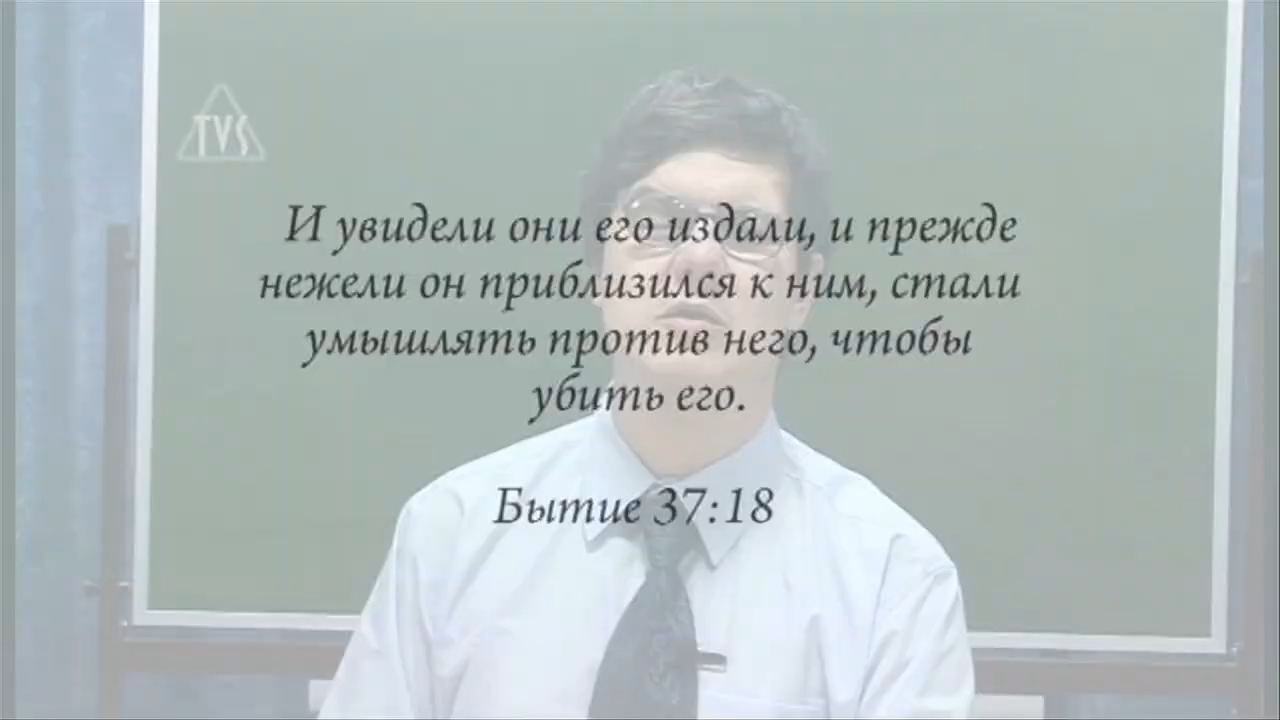 TVS
И увидели они его издали, и прежде
нежели он приблизился к ним, стали
умышлять против него, чтобы
убить его.
Бытие 37:18